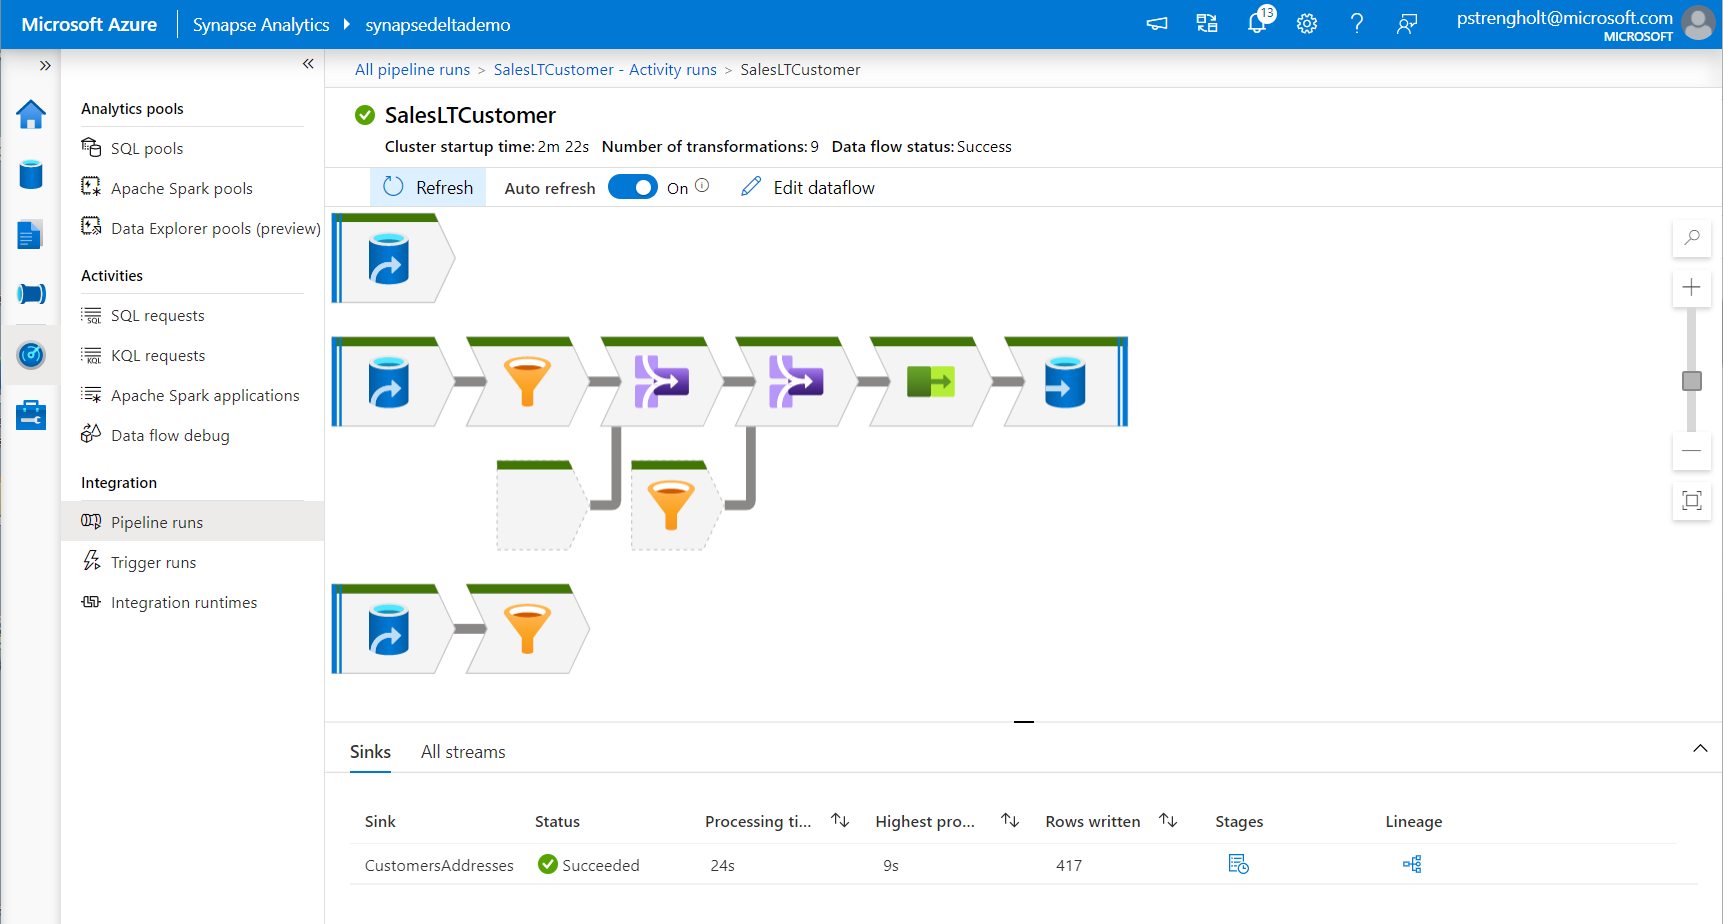 Microsoft Azure
Synapse Analytics
synapsedeltademo
13
pstrengholt@microsoft.com
MICROSOFT
Analytics pools
SQL pools
Apache Spark pools
Data Explorer pools (preview)
Activities
SQL requests
KQL requests
Apache Spark applications
Data flow debug
Integration
Pipeline runs
Trigger runs
Integration runtimes
All pipeline runs > SalesLTCustomer - Activity runs > SalesLTCustomer
SalesLTCustomer
Cluster startup time: 2m 22s Number of transformations: 9 Data flow status: Success
Refresh Auto refresh On Edit dataflow
Sinks All streams
Sink Status Processing ti... Highest pro... Rows written Stages Lineage
CustomersAddresses Succeeded 24s 9s 417